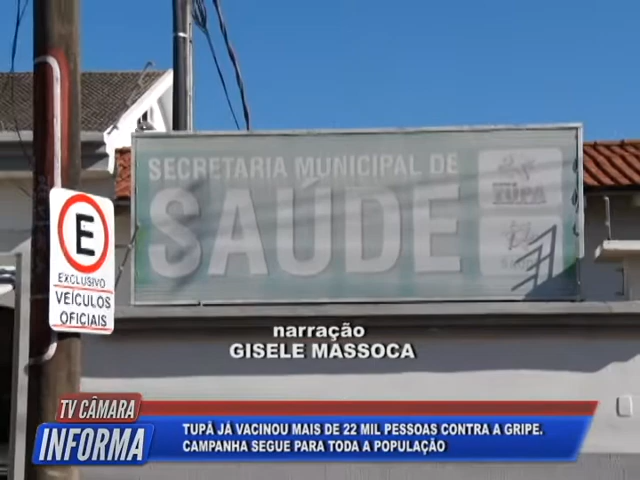 SECRETARIA MUNICIPAL DE
SAÚDE
TUPÃ
E
EXCLUSIVO
VEÍCULOS
OFICIAIS
narração
GISELE MASSOCA
TV CÂMARA
INFORMA
TUPÃ JÁ VACINOU MAIS DE 22 MIL PESSOAS CONTRA A GRIPE.
CAMPANHA SEGUE PARA TODA A POPULAÇÃO